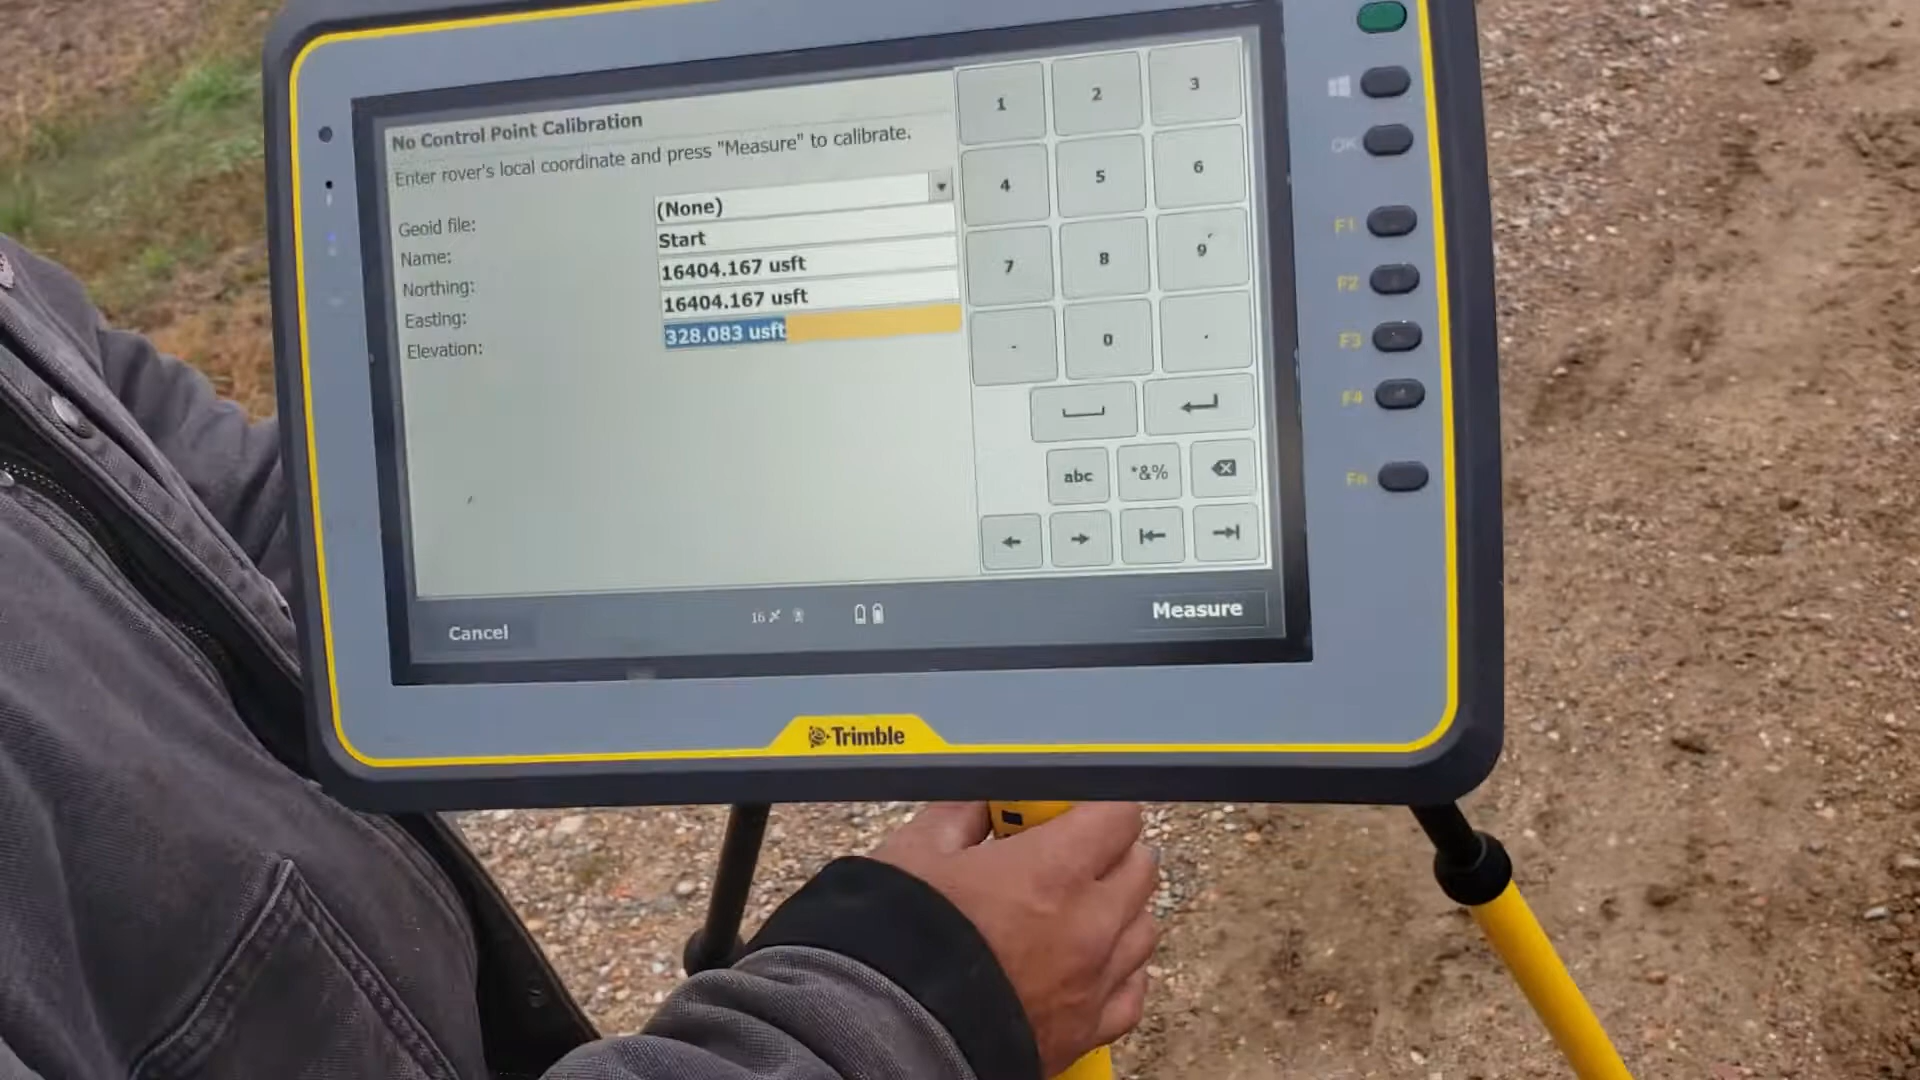 No Control Point Calibration
Enter rover's local coordinate and press "Measure" to calibrate.
Geoid file: (None)
Name: Start
Northing: 16404.167 usft
Easting: 16404.167 usft
Elevation: 328.083 usft
1 2 3
4 5 6
7 8 9
- 0 .
abc *&%
Cancel 16 Measure
Trimble
OK
F1
F2
F3
F4
Fn